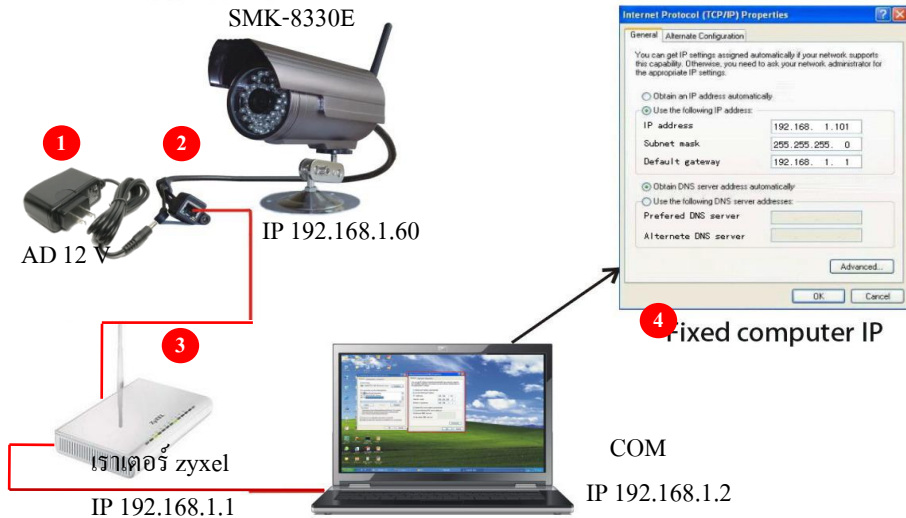 SMK-8330E
1
2
AD 12 V
IP 192.168.1.60
3
ZyXEL
เราเตอร์ zyxel
IP 192.168.1.1
COM
IP 192.168.1.2
Internet Protocol (TCP/IP) Properties
General
Alternate Configuration
You can get IP settings assigned automatically if your network supports
this capability. Otherwise, you need to ask your network administrator for
the appropriate IP settings.
Obtain an IP address automatically
Use the following IP address:
IP address 192.168. 1.101
Subnet mask 255.255.255. 0
Default gateway 192.168. 1. 1
Obtain DNS server address automatically
Use the following DNS server addresses:
Prefered DNS server
Alternete DNS server
Advanced...
OK
Cancel
4
Fixed computer IP